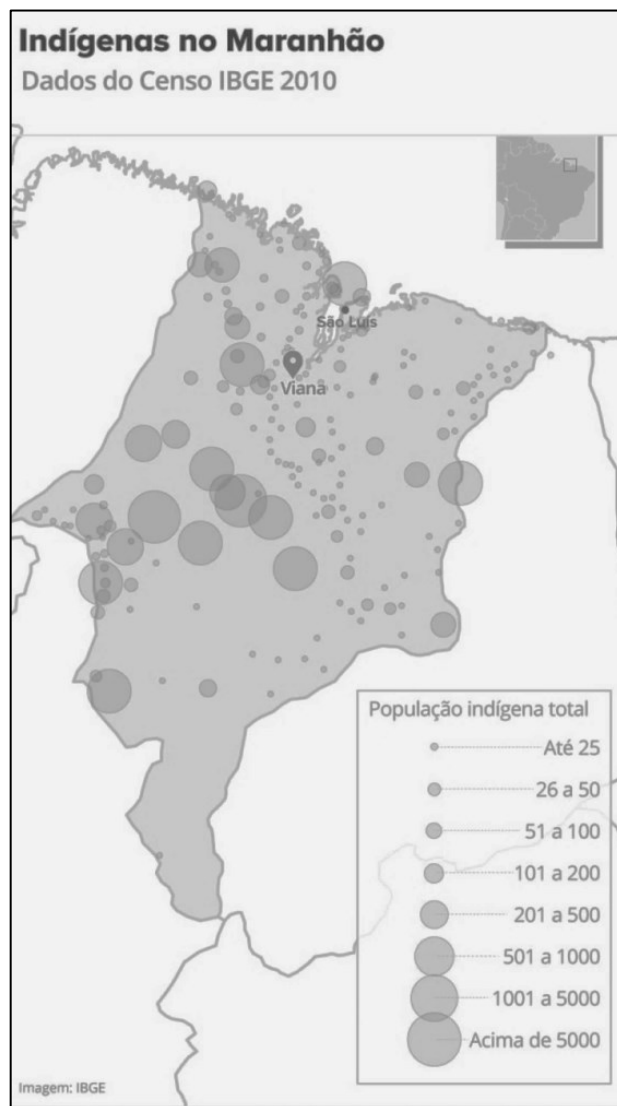 Indígenas no Maranhão
Dados do Censo IBGE 2010
São Luís
Viana
População indígena total
Até 25
26 a 50
51 a 100
101 a 200
201 a 500
501 a 1000
1001 a 5000
Acima de 5000
Imagem: IBGE